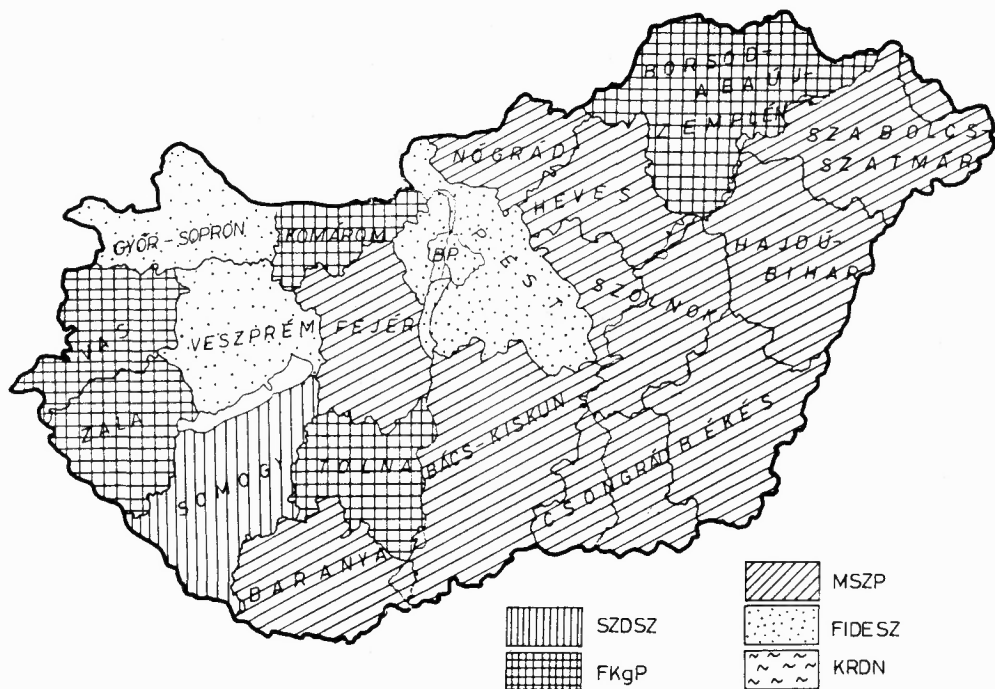 BORSOD-
ABAÚJ-
ZEMPLÉN
SZABOLCS-
SZATMÁR
NÓGRÁD
HEVES
GYŐR-SOPRON
KOMÁROM
BP.
PEST
HAJDÚ-
BIHAR
SZOLNOK
VAS
VESZPRÉM
FEJÉR
ZALA
SOMOGY
TOLNA
BÁCS-KISKUN
CSONGRÁD
BÉKÉS
BARANYA
SZDSZ
FKgP
MSZP
FIDESZ
KRDN